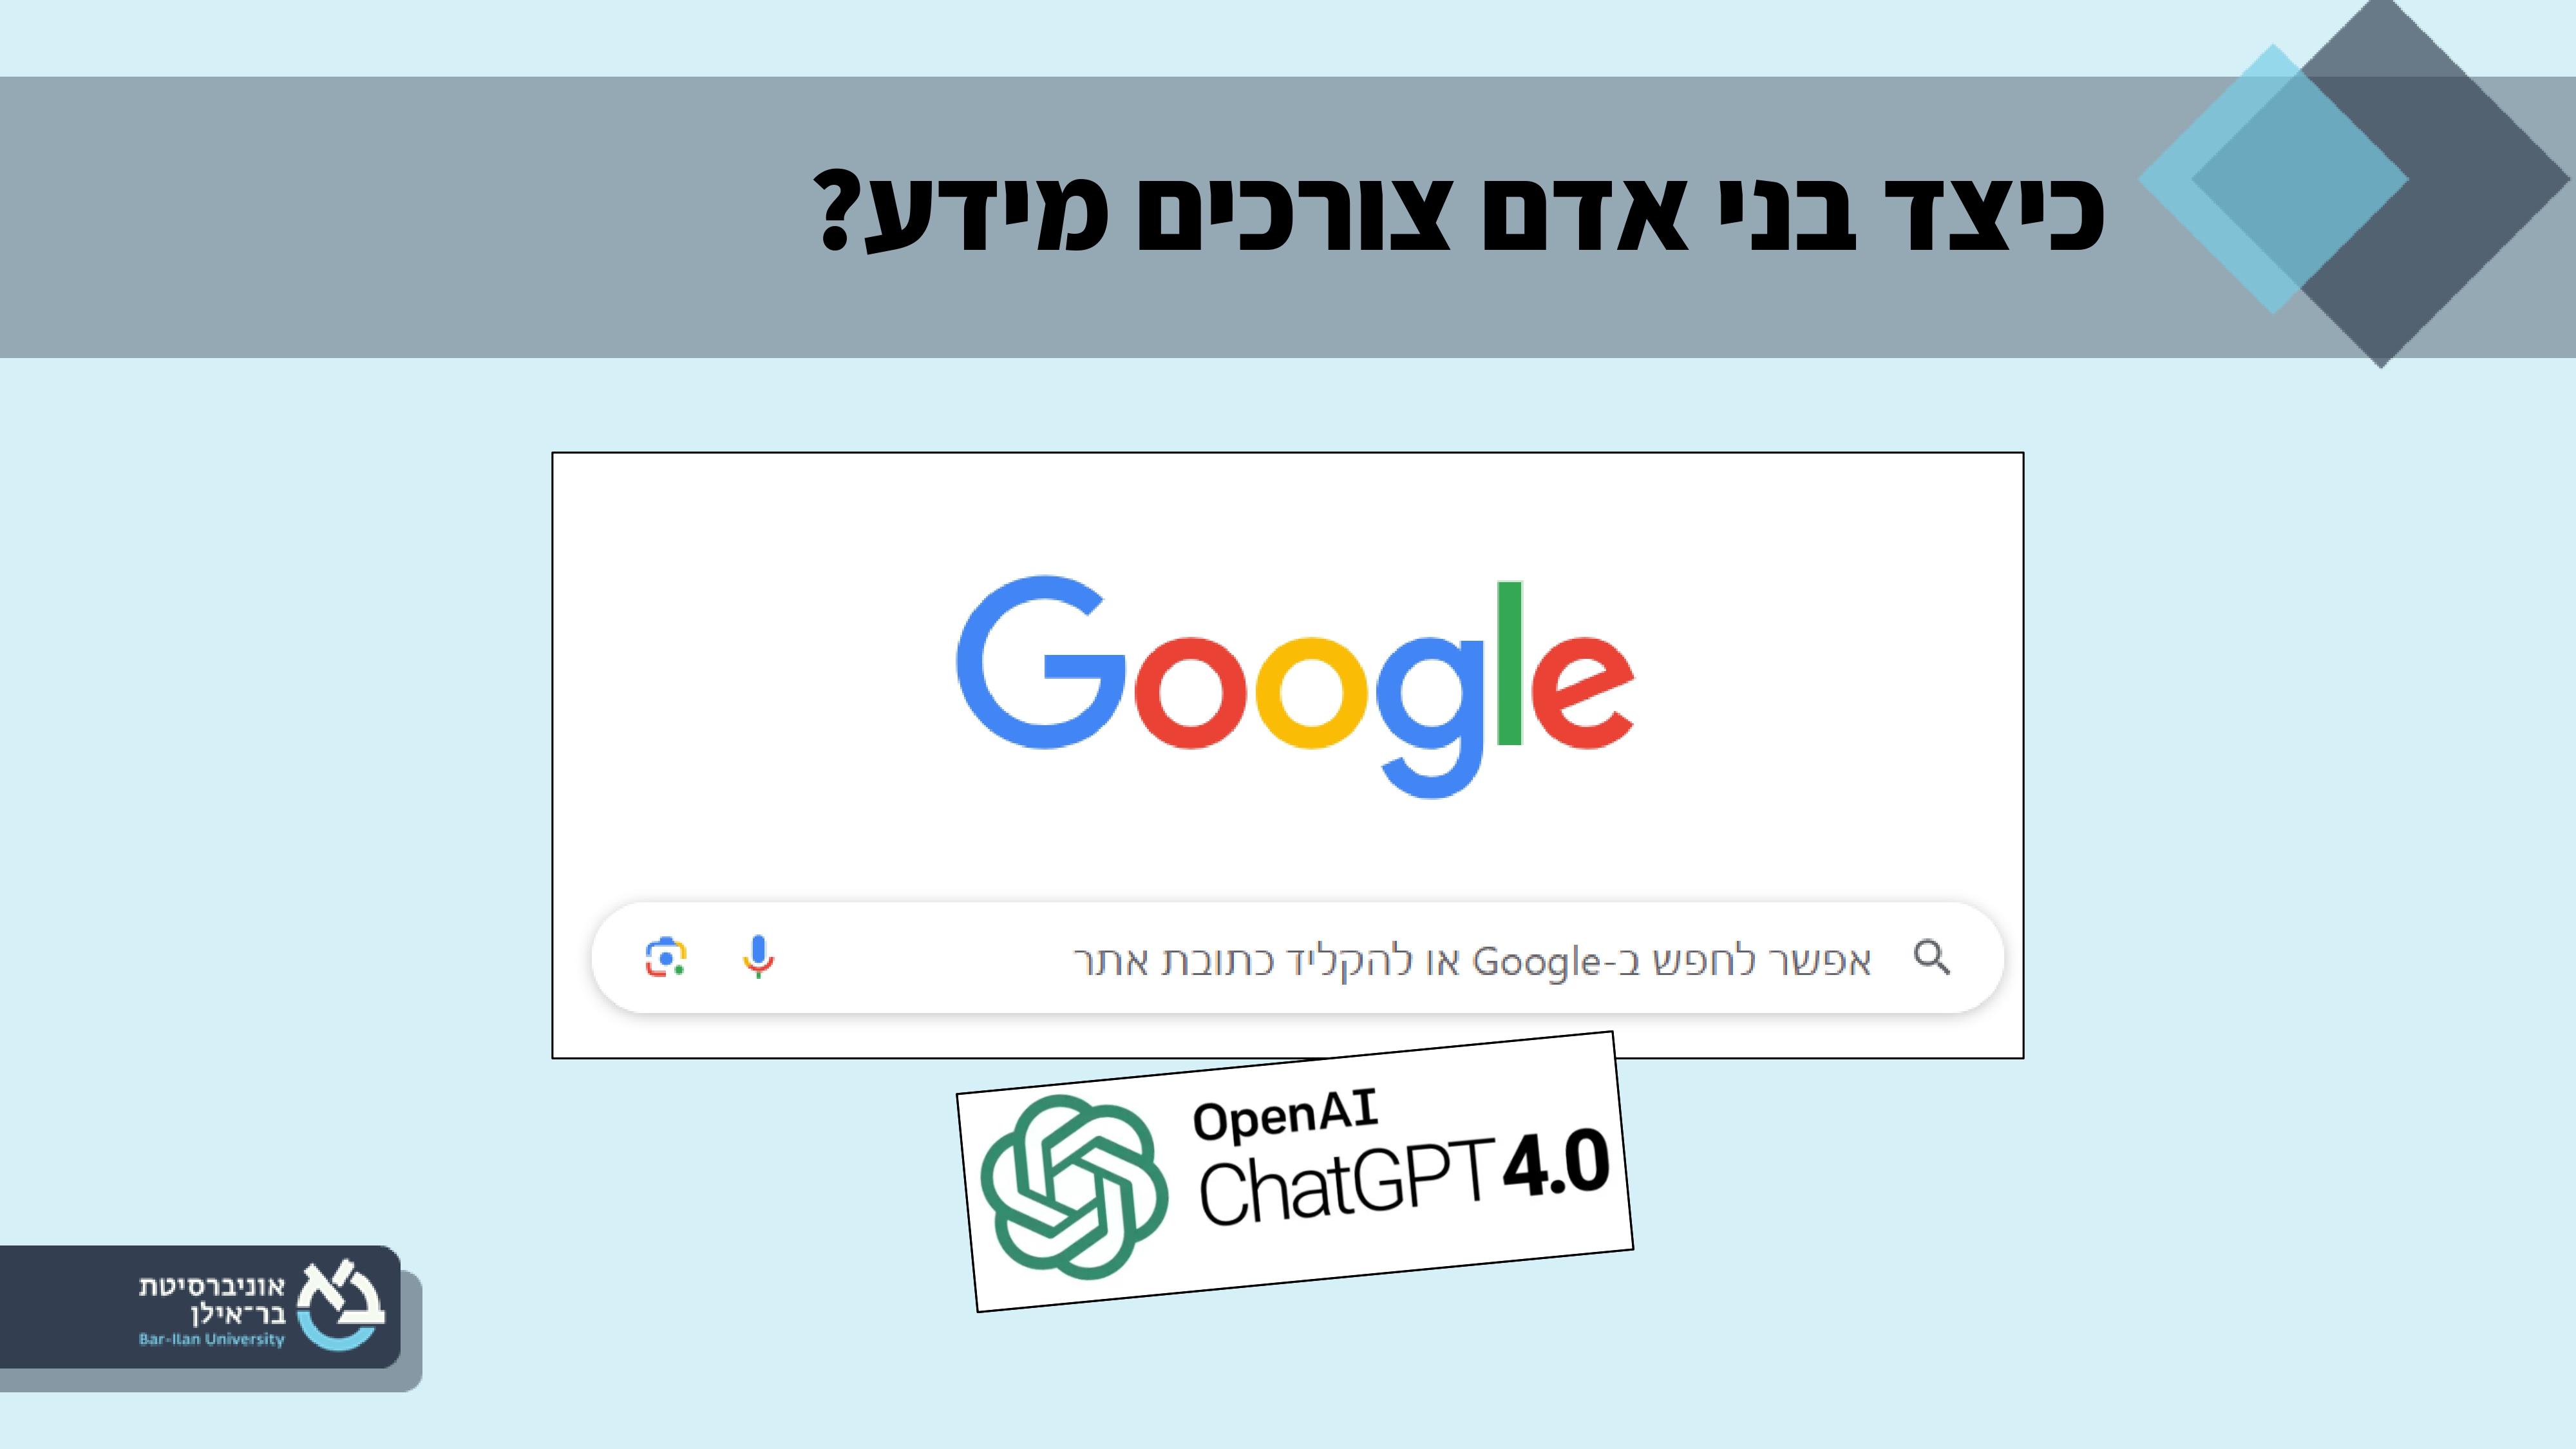 כיצד בני אדם צורכים מידע?
Google
אפשר לחפש ב-Google או להקליד כתובת אתר
OpenAI
ChatGPT 4.0
אוניברסיטת
בר־אילן
Bar-Ilan University